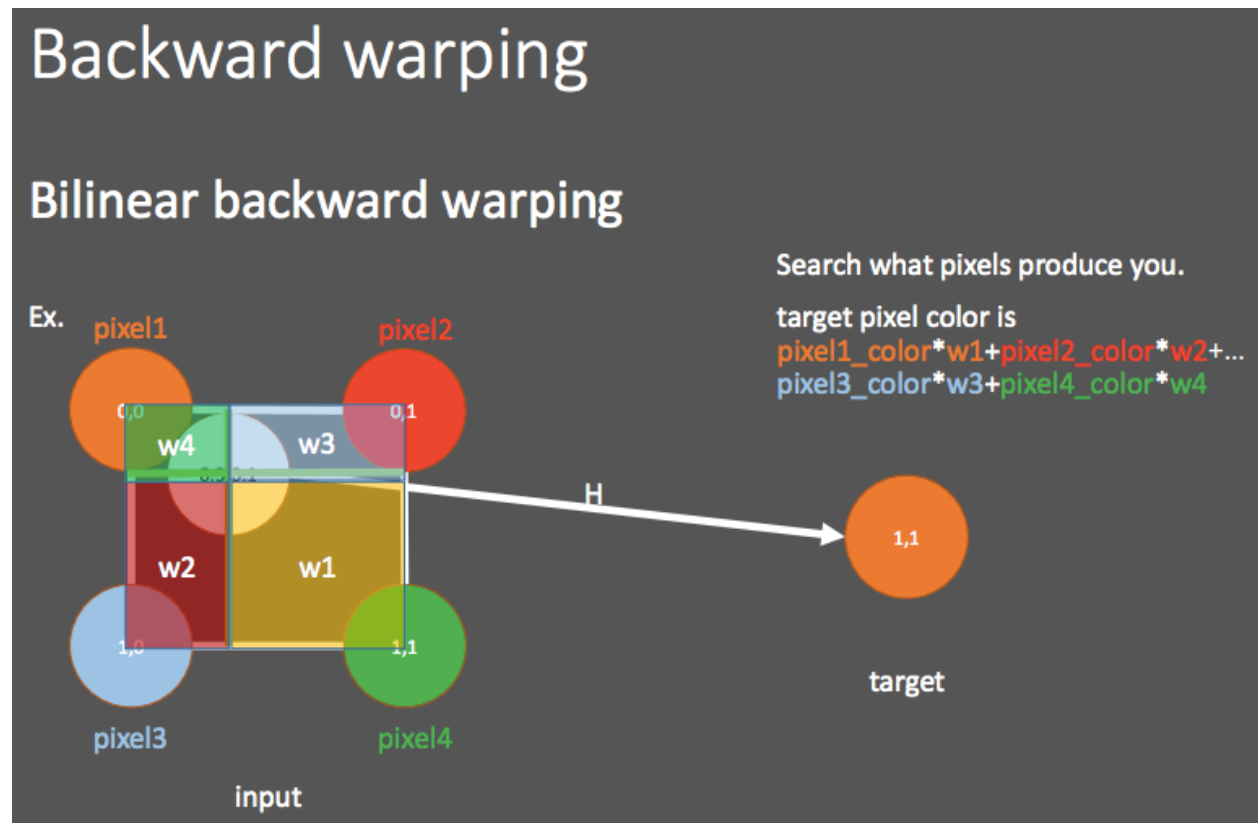 Backward warping
Bilinear backward warping
Search what pixels produce you.
Ex.
pixel1
pixel2
target pixel color is
pixel1_color*w1+pixel2_color*w2+...
pixel3_color*w3+pixel4_color*w4
0,0
0,1
w4
w3
H
1,1
w2
w1
1,0
1,1
target
pixel3
pixel4
input